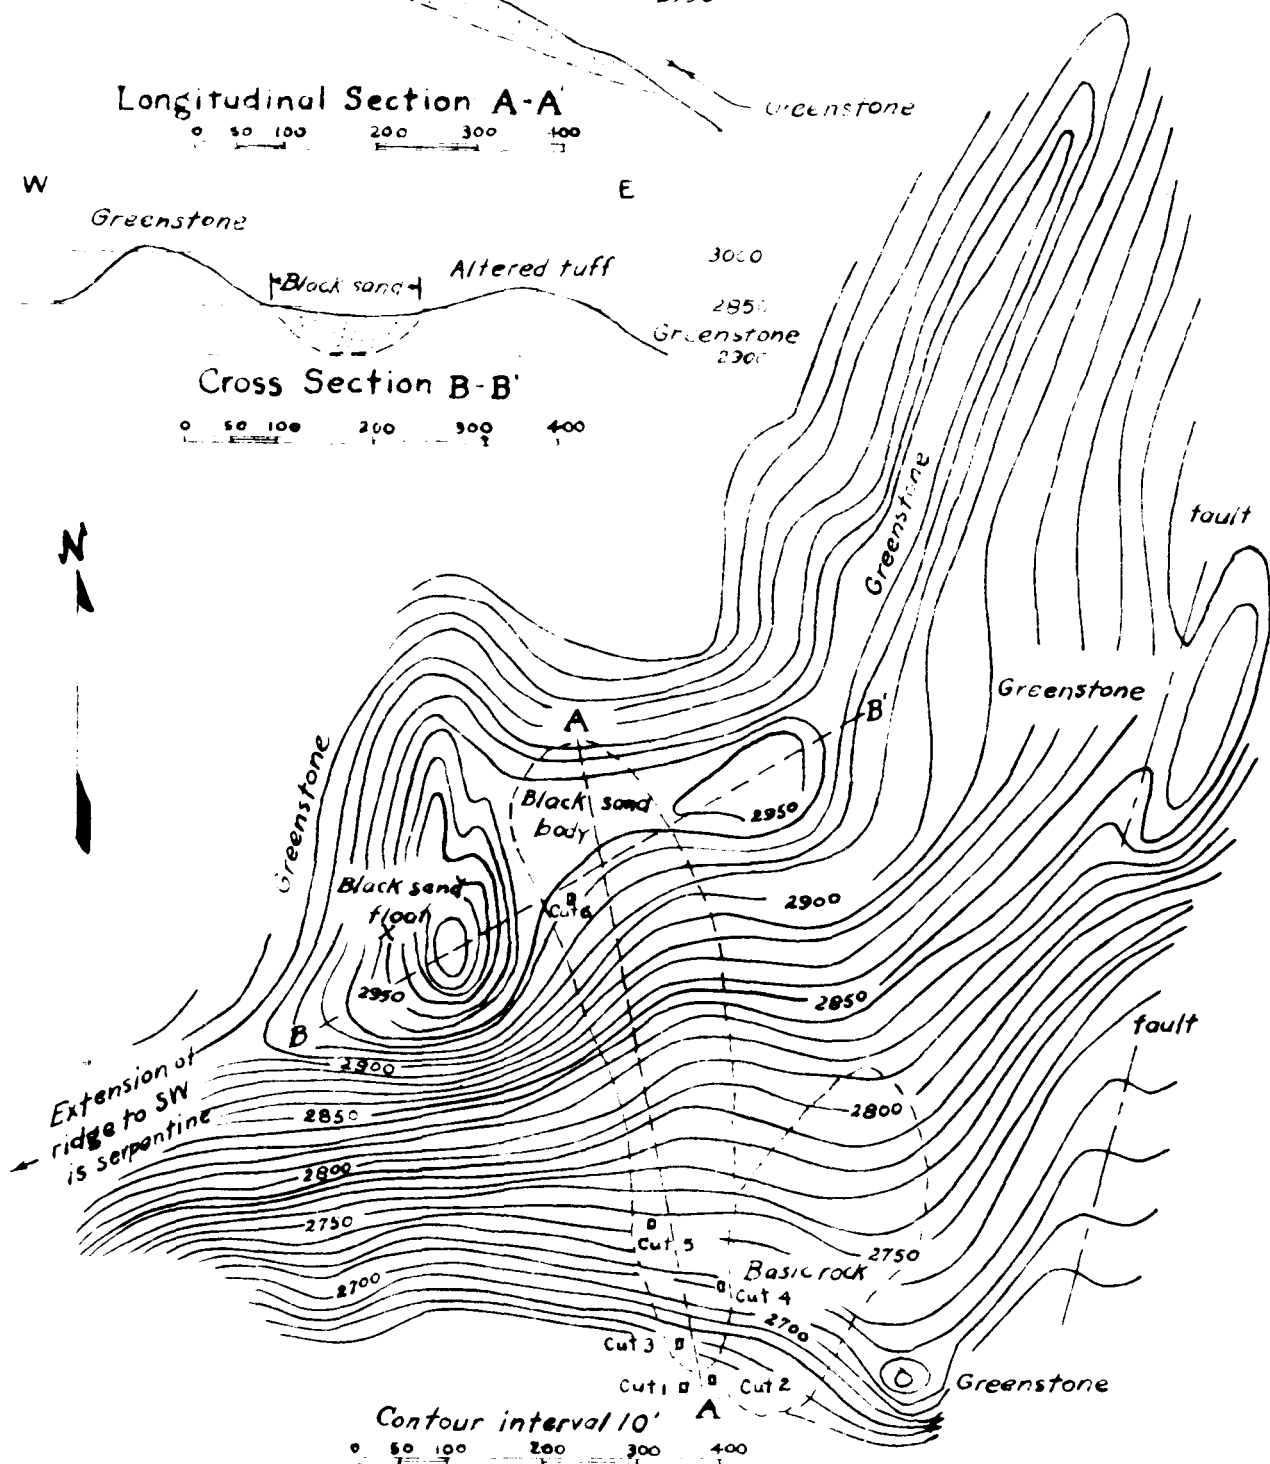 Greenstone
Longitudinal Section A-A'
0 50 100 200 300 400
W
E
Greenstone
Black sand
Altered tuff
3000
Greenstone
Cross Section B-B'
0 50 100 200 300 400
N
fault
Greenstone
Greenstone
Greenstone
A
B'
Black sand
body
2950
Black sand
float
X
Cut 6
2900
2950
2850
B
fault
2900
Extension of
ridge to SW
is serpentine
2850
2800
2800
2750
Cut 5
2750
Basic rock
2700
Cut 4
2700
Cut 3
Cut 1
Cut 2
Greenstone
A
Contour interval 10'
0 50 100 200 300 400